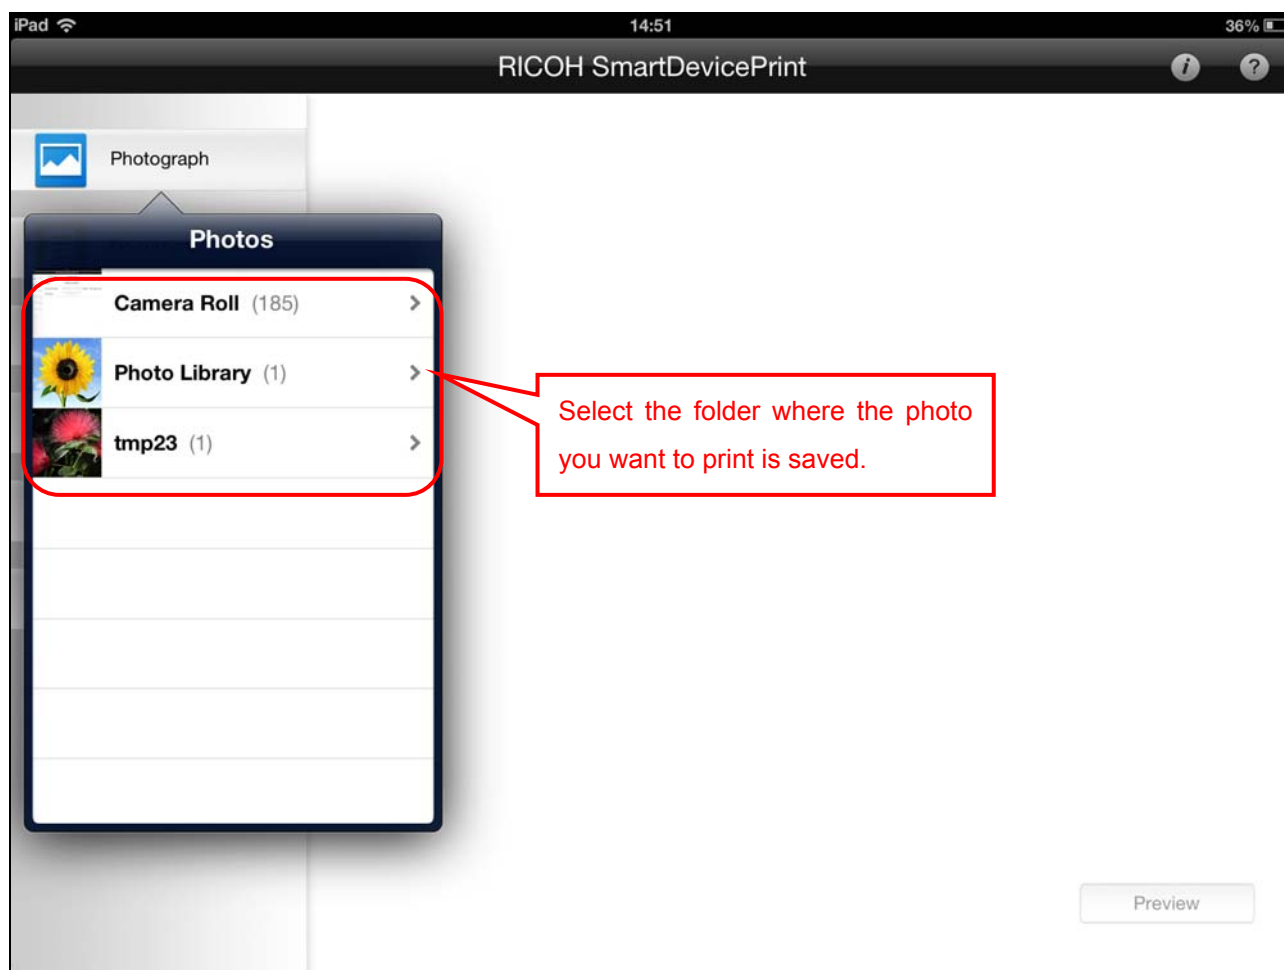 iPad 14:51 36%
RICOH SmartDevicePrint
Photograph
Photos
Camera Roll (185)
Photo Library (1)
tmp23 (1)
Select the folder where the photo
you want to print is saved.
Preview